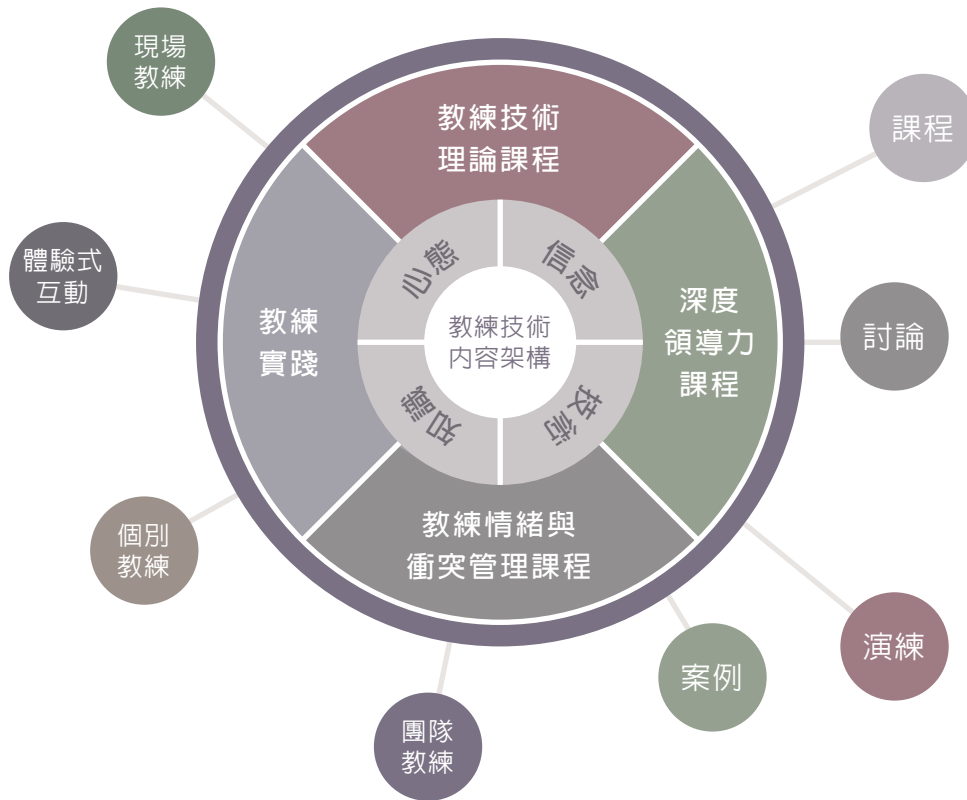 現場
教練
課程
教練技術
理論課程
心態
信念
體驗式
互動
教練
實踐
教練技術
內容架構
深度
領導力
課程
討論
知識
技術
個別
教練
教練情緒與
衝突管理課程
演練
案例
團隊
教練